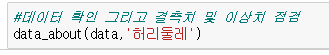 #데이터 확인 그리고 결측치 및 이상치 점검
data_about(data,'허리둘레')